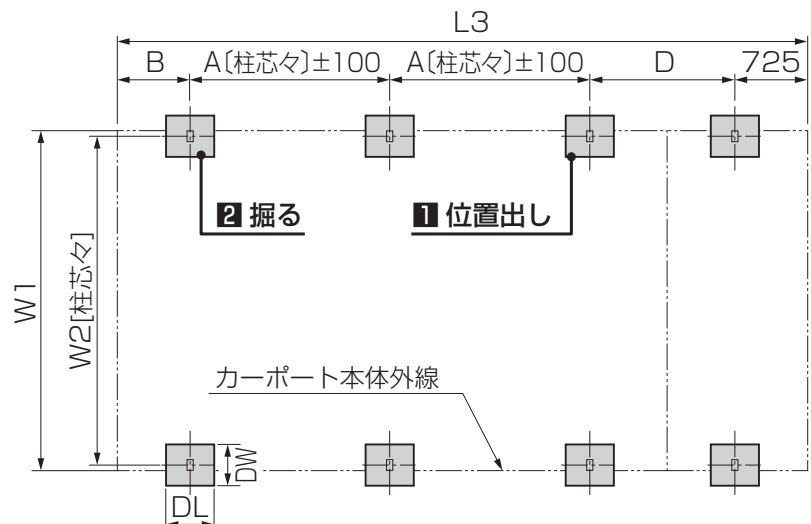 L3
B
A〔柱芯々〕±100
A〔柱芯々〕±100
D
725
2 掘る
1 位置出し
W1
W2[柱芯々]
カーポート本体外線
DW
DL